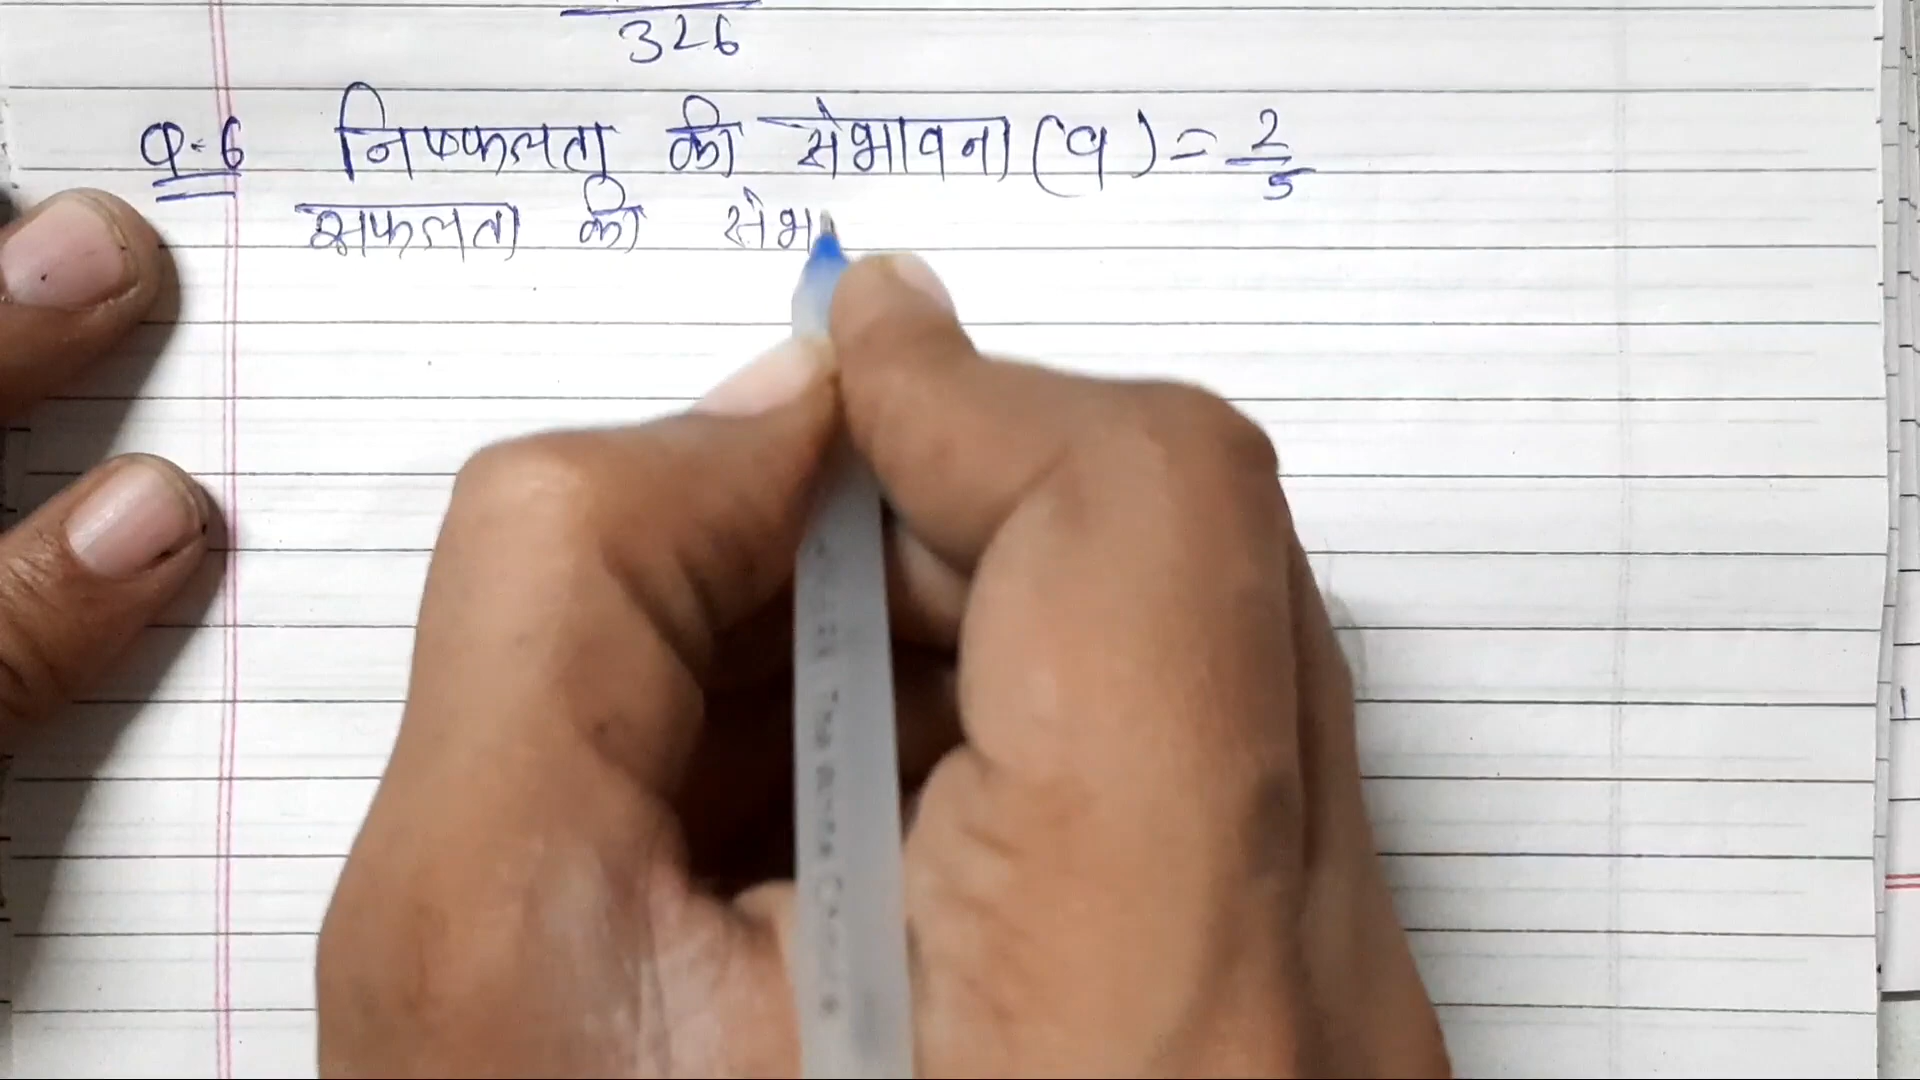 326
Q.6 निष्फलता की संभावना (q) = 2/5
सफलता की संभा